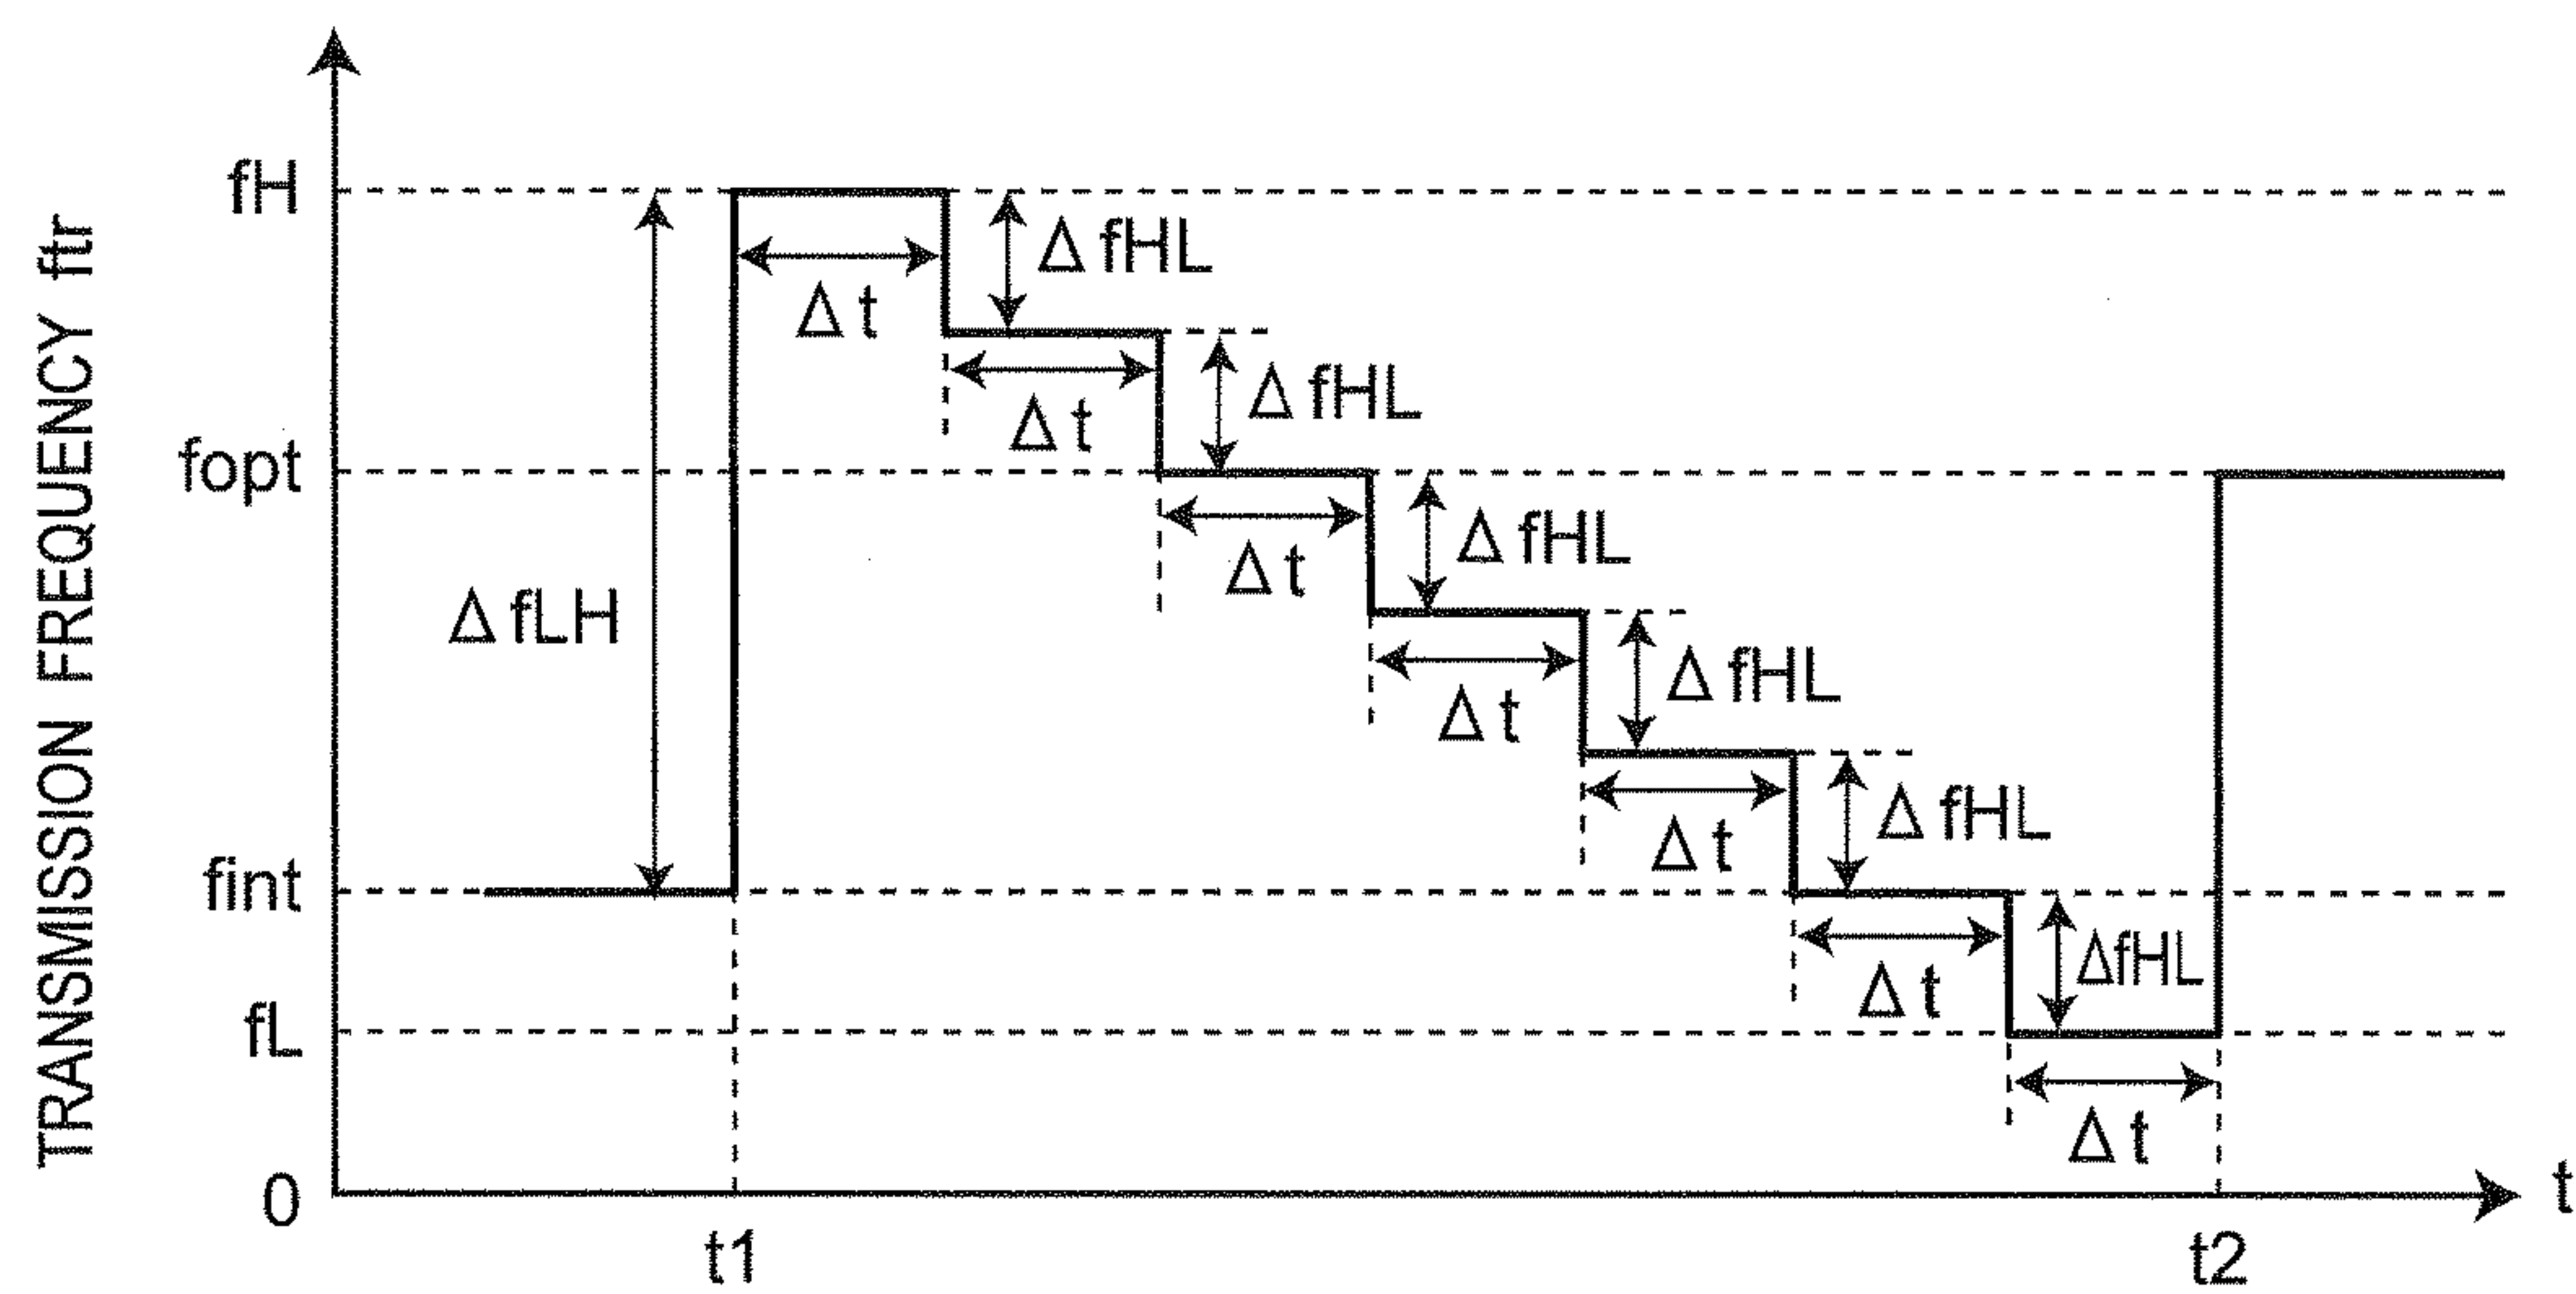 TRANSMISSION FREQUENCY ftr
fH
Δ fHL
Δ t
Δ fHL
Δ t
fopt
Δ fHL
Δ t
Δ fLH
Δ fHL
Δ t
Δ fHL
Δ t
fint
ΔfHL
Δ t
fL
Δ t
0
t
t1
t2